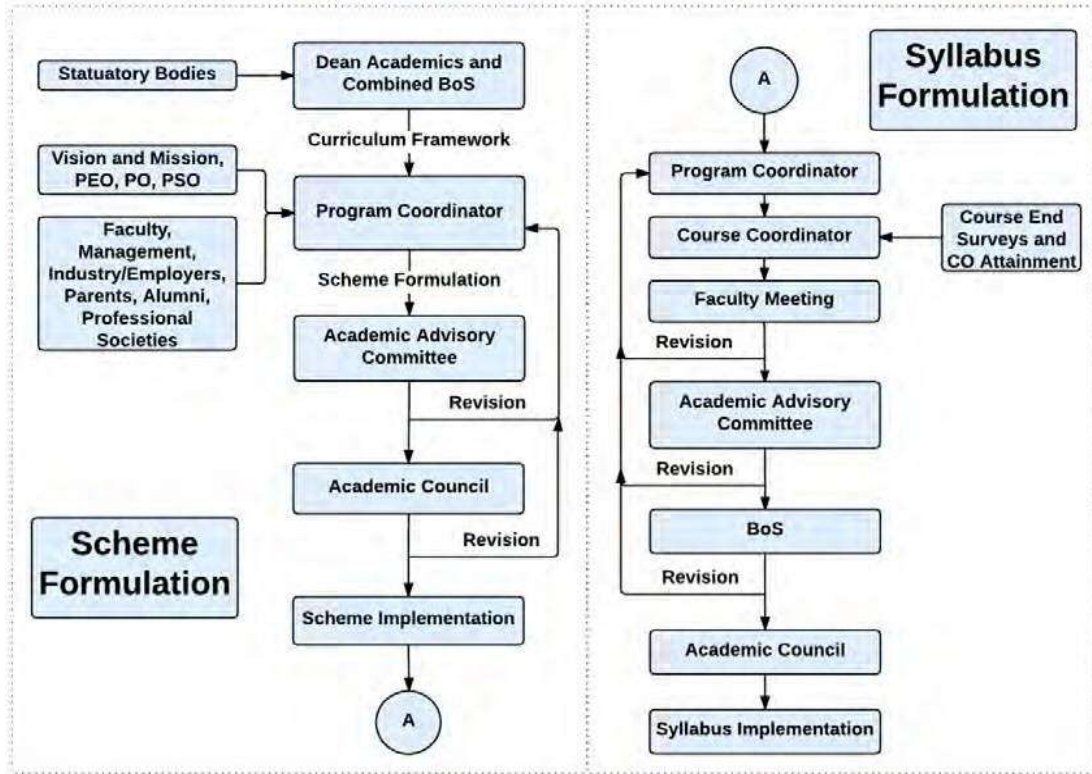 Statuatory Bodies
Dean Academics and
Combined BoS
Curriculum Framework
Vision and Mission,
PEO, PO, PSO
Program Coordinator
Faculty,
Management,
Industry/Employers,
Parents, Alumni,
Professional
Societies
Scheme Formulation
Academic Advisory
Committee
Revision
Academic Council
Revision
Scheme
Formulation
Scheme Implementation
A
Syllabus
Formulation
A
Program Coordinator
Course Coordinator
Course End
Surveys and
CO Attainment
Faculty Meeting
Revision
Academic Advisory
Committee
Revision
BoS
Revision
Academic Council
Syllabus Implementation